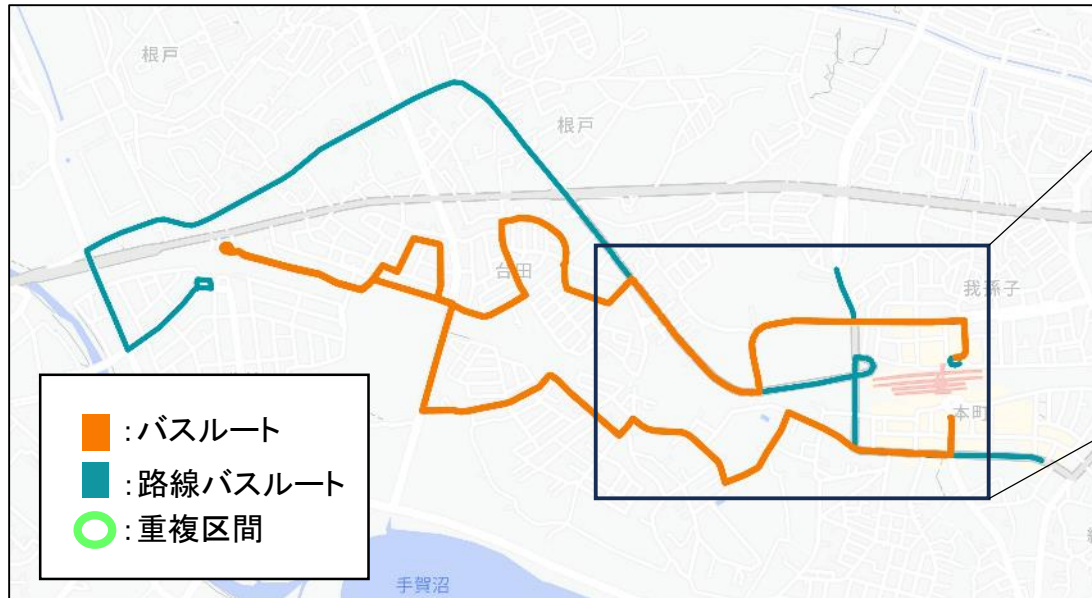 根戸
根戸
台田
我孫子
本町
：バスルート
：路線バスルート
：重複区間
手賀沼